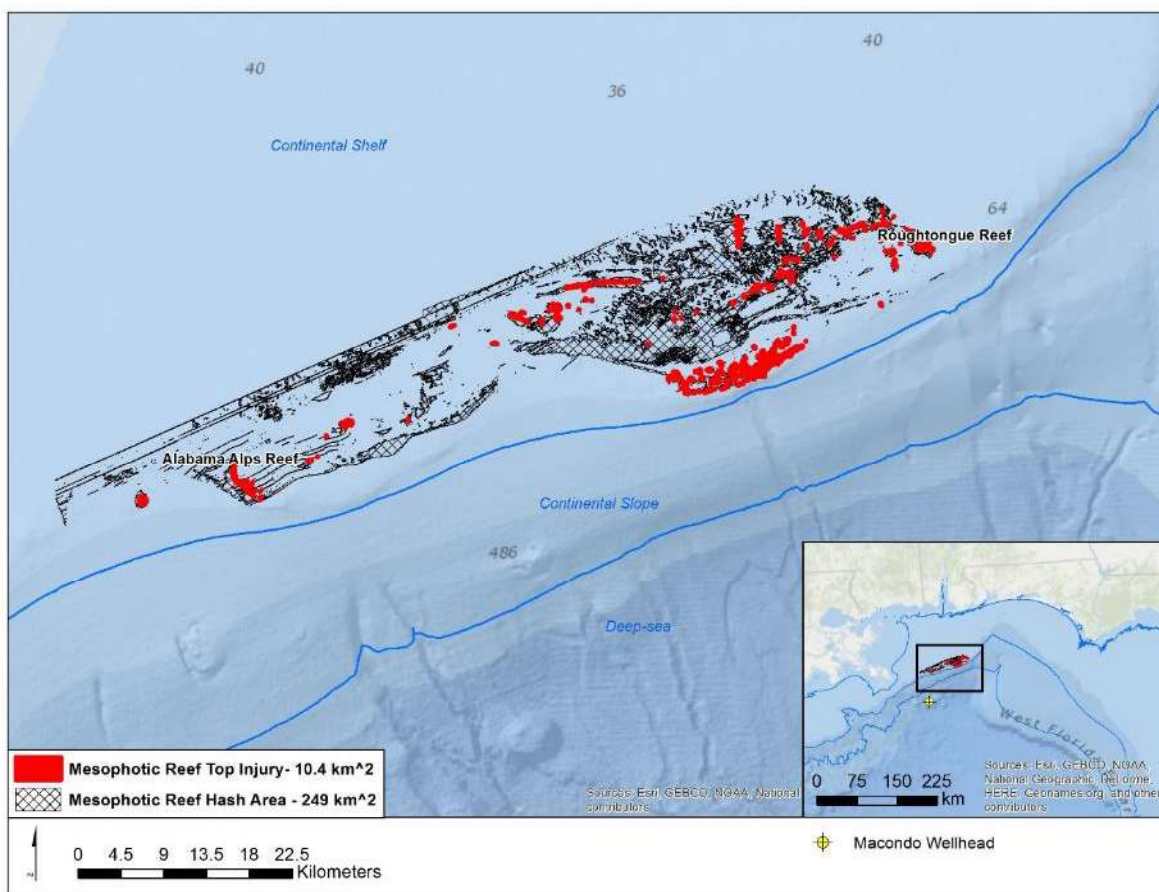 40
40
36
Continental Shelf
64
Roughtongue Reef
Alabama Alps Reef
Continental Slope
486
Deep-sea
West Florida
Mesophotic Reef Top Injury- 10.4 km^2
Mesophotic Reef Hash Area - 249 km^2
Sources: Esri, GEBCO, NOAA, National
contributors
Sources: Esri, GEBCO, NOAA,
National Geographic, DeLorme,
HERE, Geonames.org, and other
contributors
0 75 150 225
km
N
0 4.5 9 13.5 18 22.5
Kilometers
Macondo Wellhead